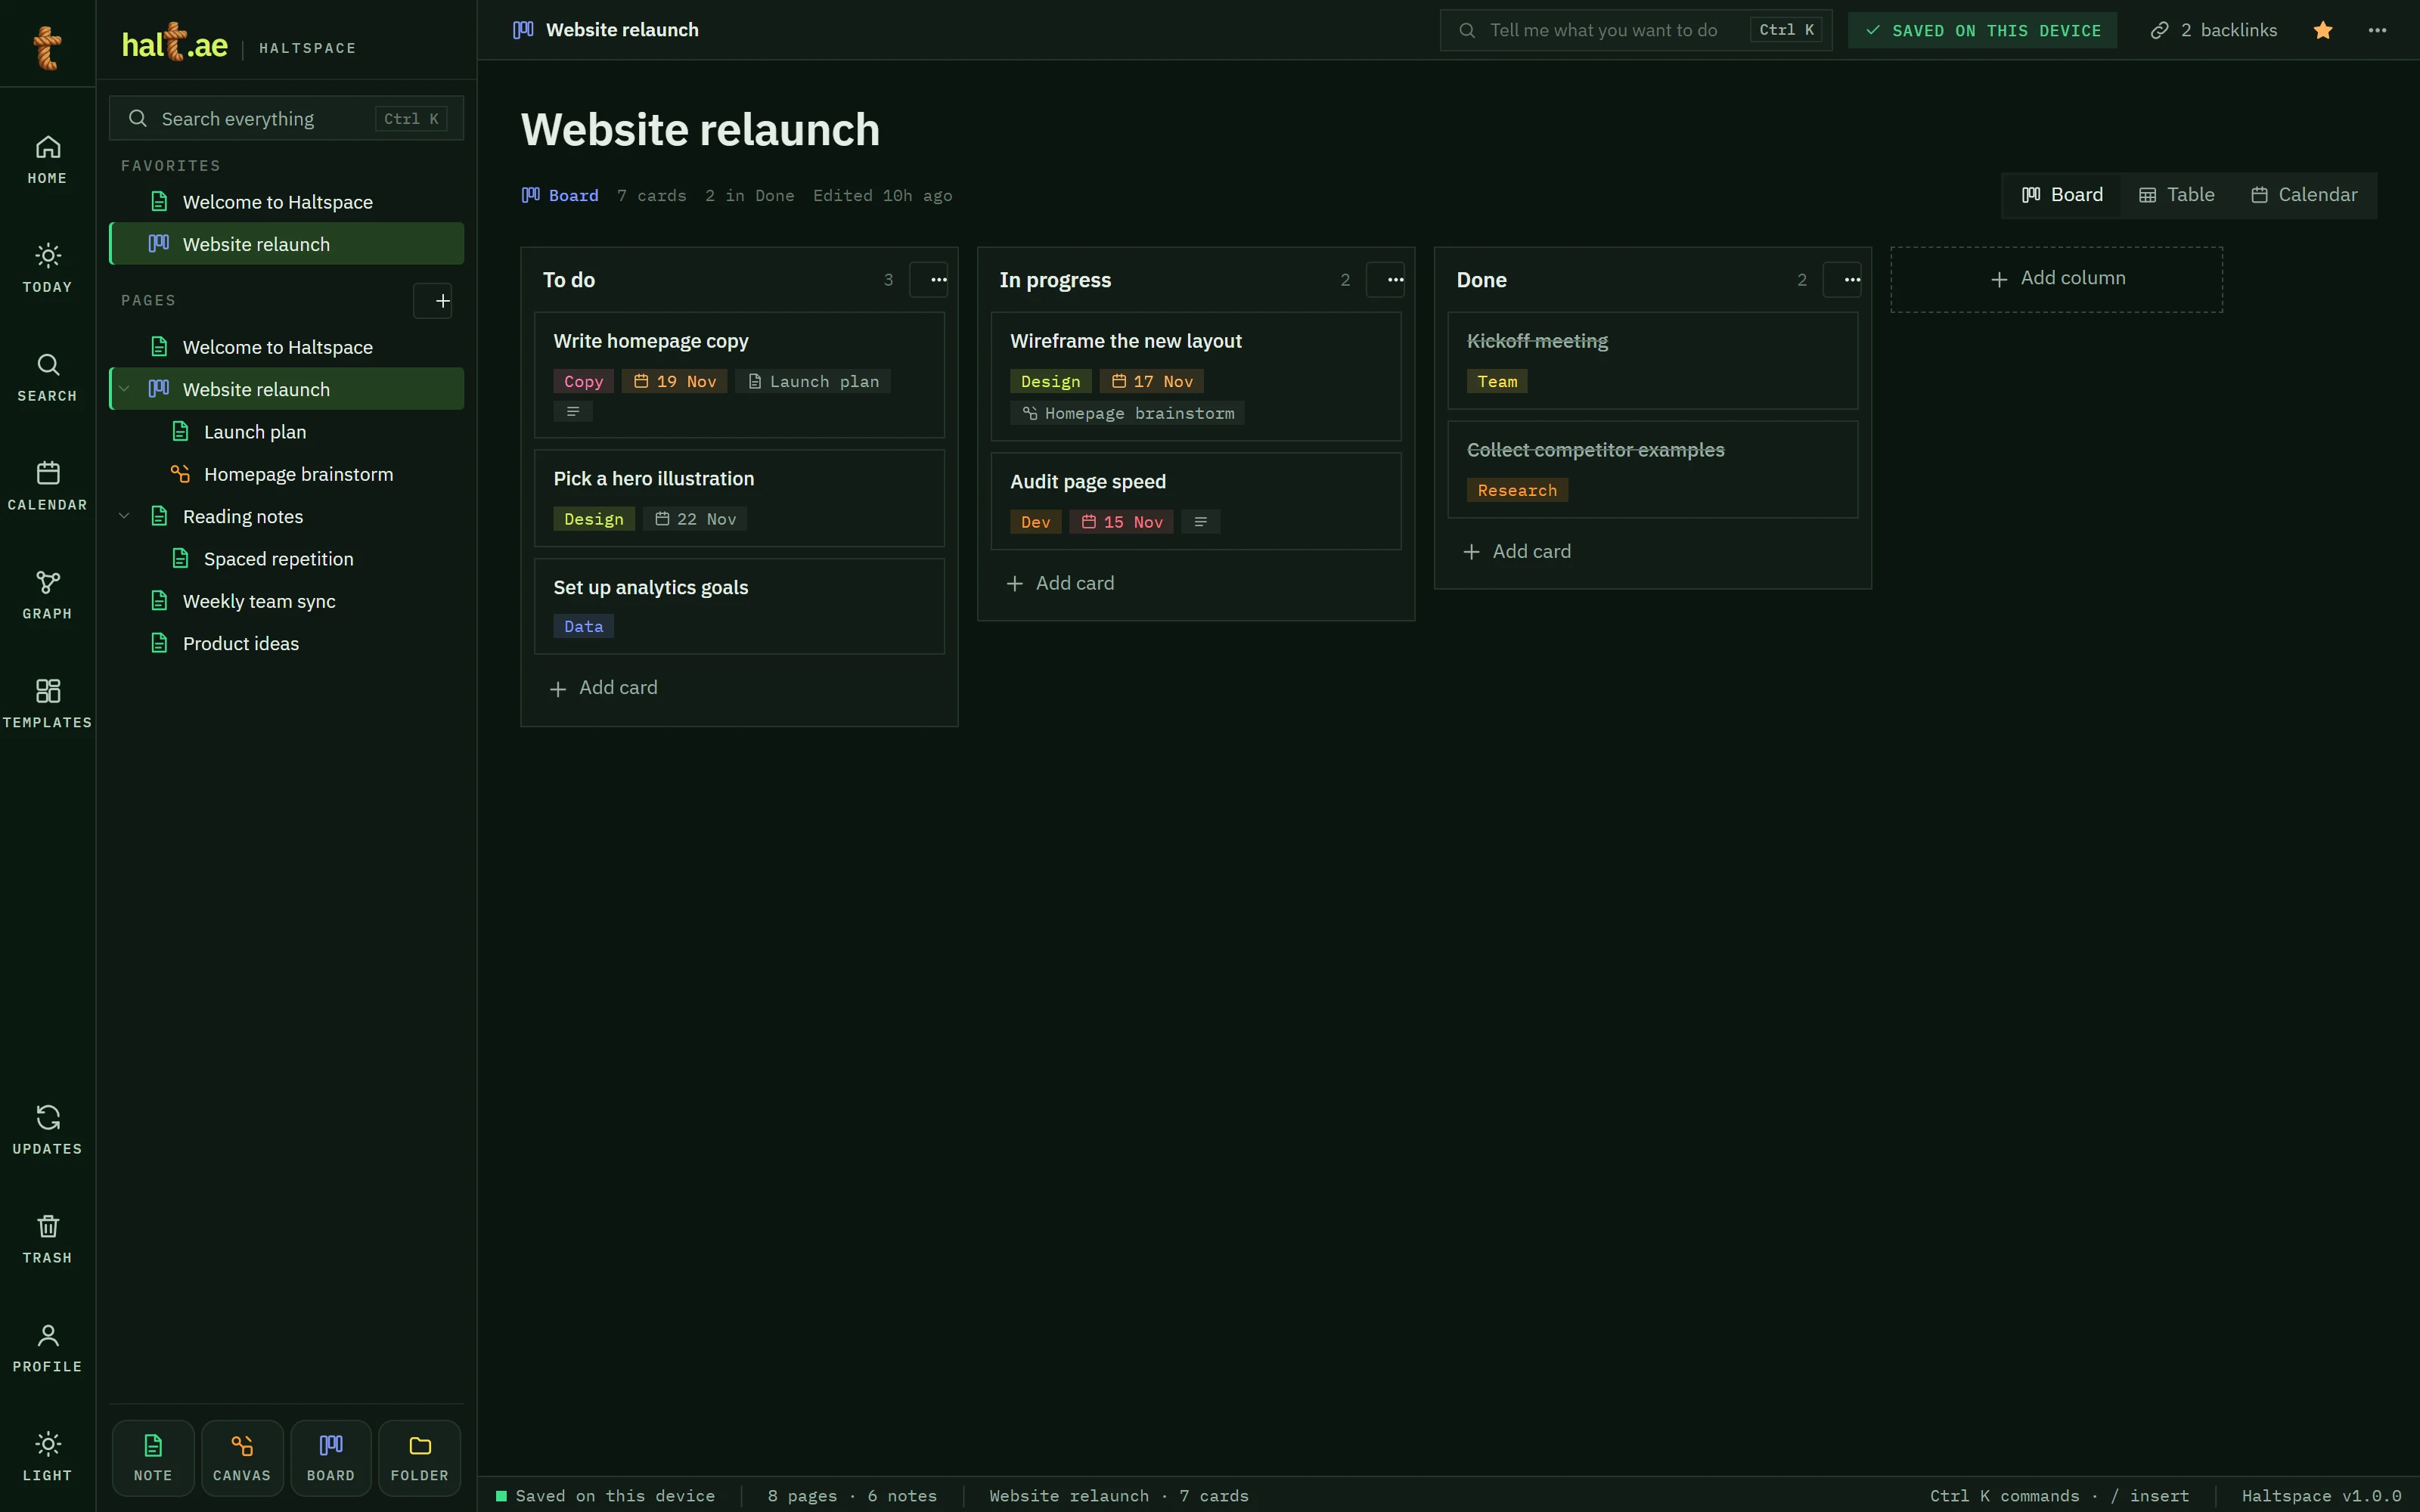 halt.ae | HALTSPACE
HOME
TODAY
SEARCH
CALENDAR
GRAPH
TEMPLATES
UPDATES
TRASH
PROFILE
LIGHT
Search everything Ctrl K
FAVORITES
Welcome to Haltspace
Website relaunch
PAGES
Welcome to Haltspace
Website relaunch
Launch plan
Homepage brainstorm
Reading notes
Spaced repetition
Weekly team sync
Product ideas
NOTE CANVAS BOARD FOLDER
Website relaunch
Tell me what you want to do Ctrl K
SAVED ON THIS DEVICE
2 backlinks
Website relaunch
Board 7 cards 2 in Done Edited 10h ago
Board Table Calendar
To do 3
Write homepage copy
Copy 19 Nov Launch plan
Pick a hero illustration
Design 22 Nov
Set up analytics goals
Data
Add card
In progress 2
Wireframe the new layout
Design 17 Nov
Homepage brainstorm
Audit page speed
Dev 15 Nov
Add card
Done 2
Kickoff meeting
Team
Collect competitor examples
Research
Add card
Add column
Saved on this device 8 pages · 6 notes Website relaunch · 7 cards
Ctrl K commands · / insert Haltspace v1.0.0